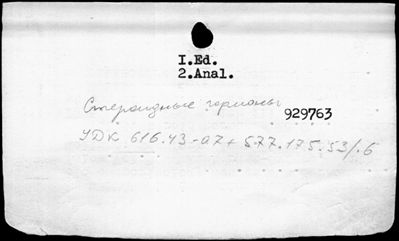 I.Ed.
2.Anal.
Стероидные гормоны
929763
УДК 616.43-07+577.175.53/.6